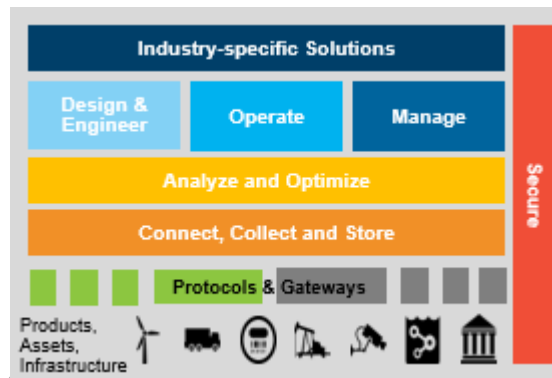 Industry-specific Solutions
Design &
Engineer
Operate
Manage
Analyze and Optimize
Connect, Collect and Store
Secure
Protocols & Gateways
Products,
Assets,
Infrastructure